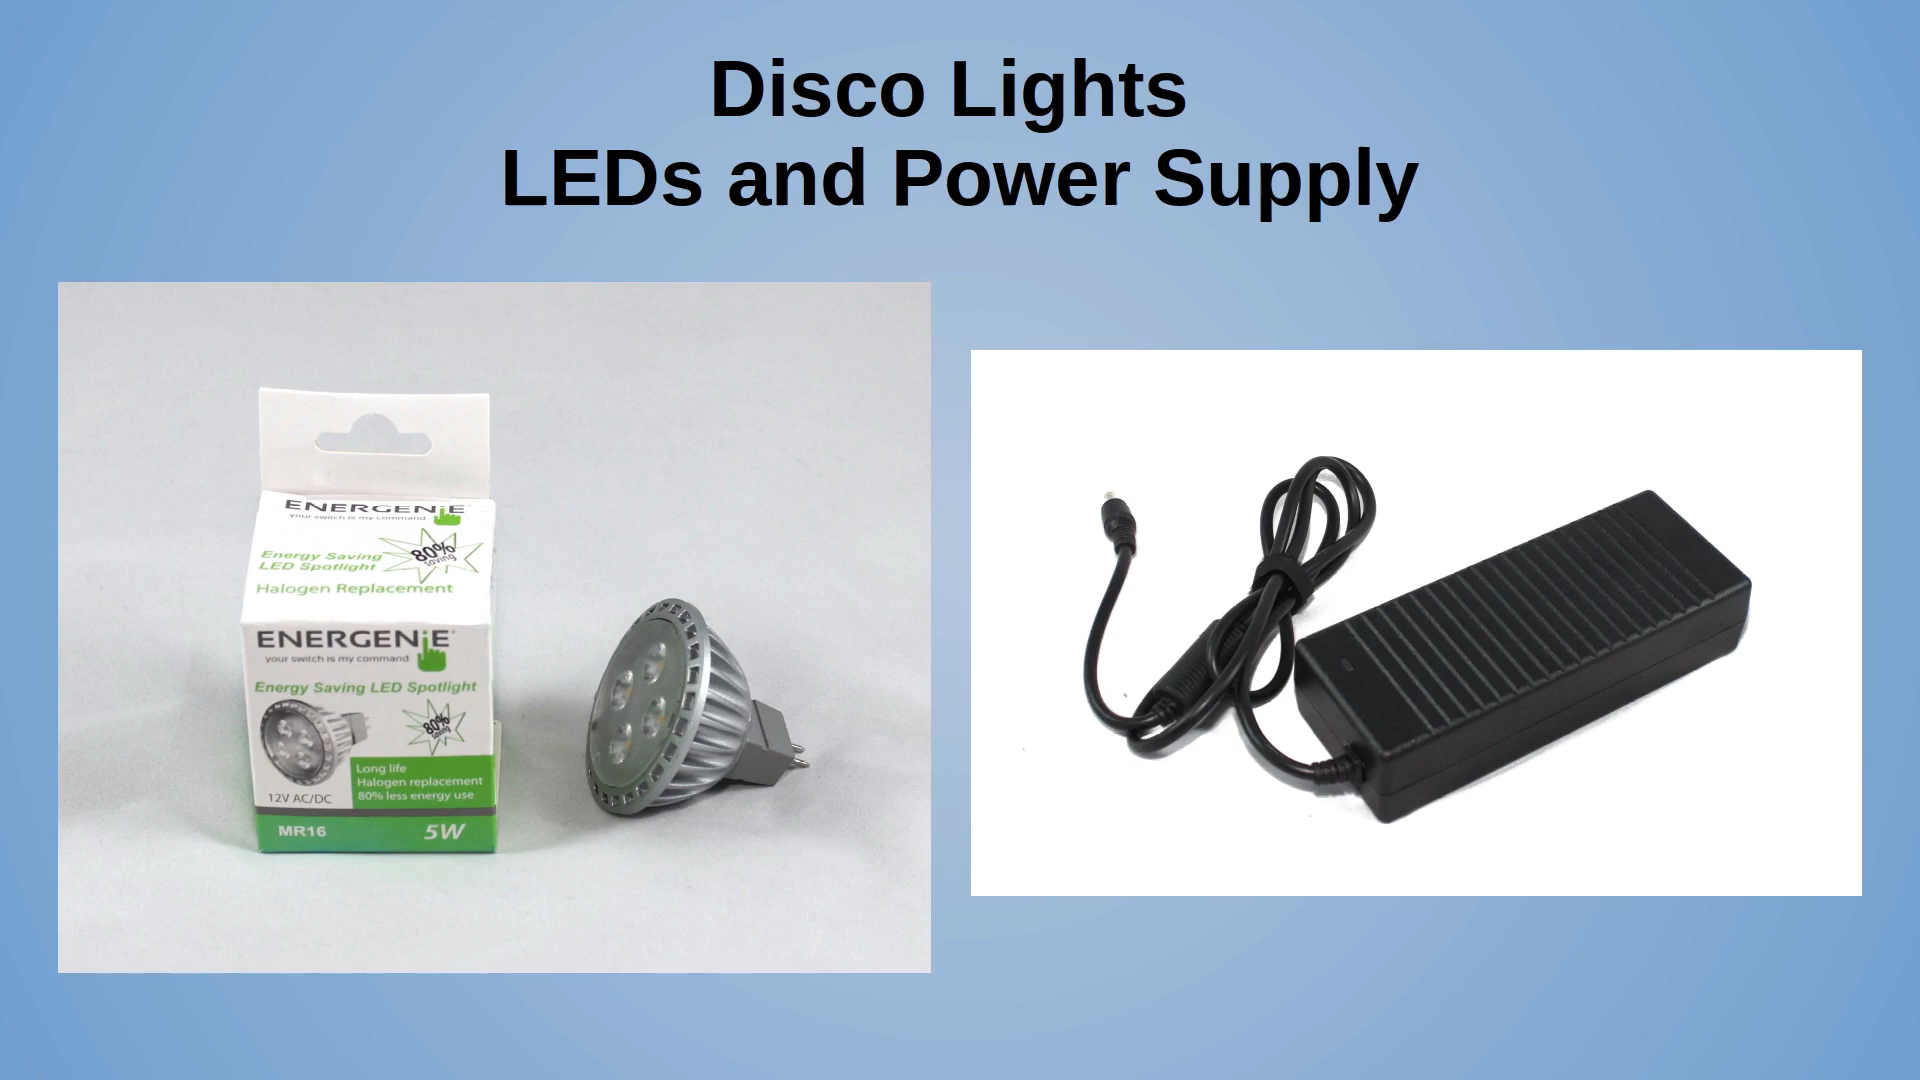 Disco Lights
LEDs and Power Supply
ENERGENiE
your switch is my command
Energy Saving
LED Spotlight
80%
saving
Halogen Replacement
ENERGENiE
your switch is my command
Energy Saving LED Spotlight
80%
saving
Long life
Halogen replacement
80% less energy use
12V AC/DC
MR16
5W